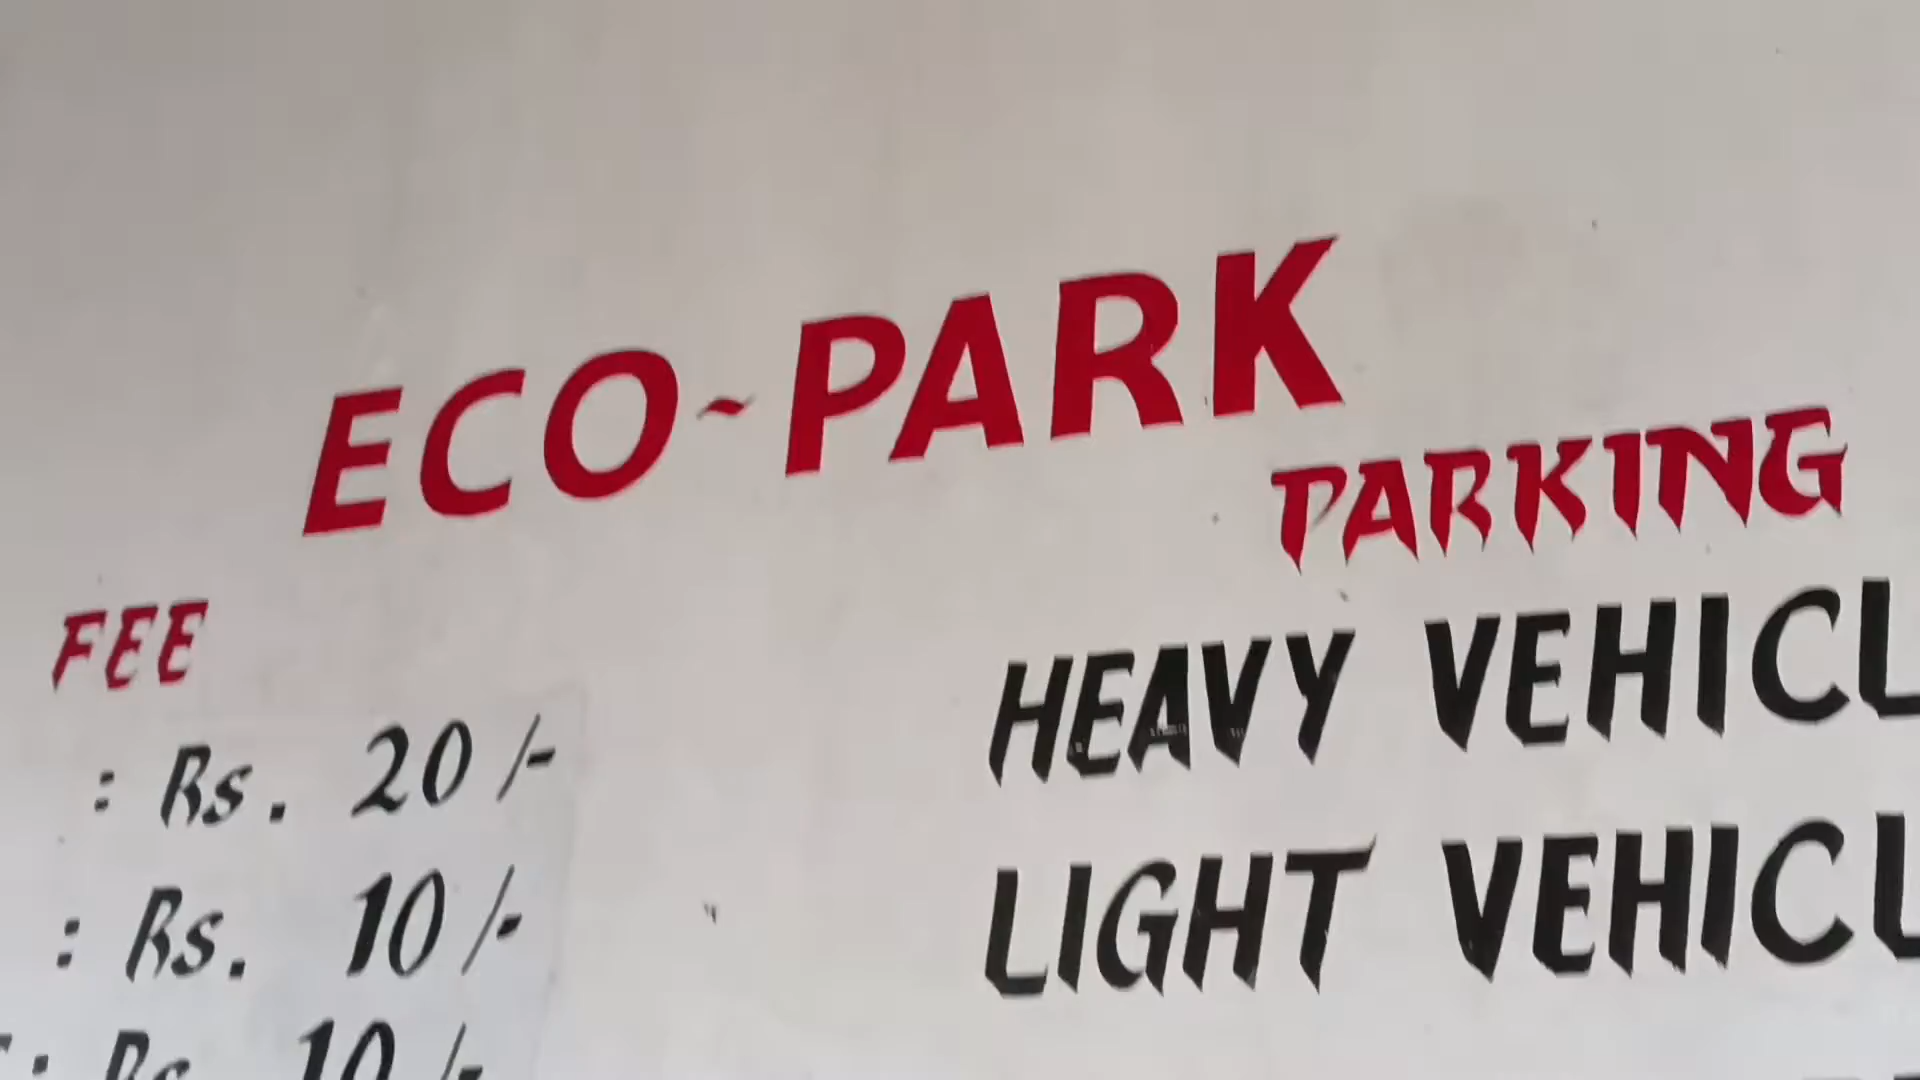 ECO-PARK
PARKING
FEE
HEAVY VEHICL
: Rs. 20/-
LIGHT VEHICL
: Rs. 10/-
: Rs 10/-